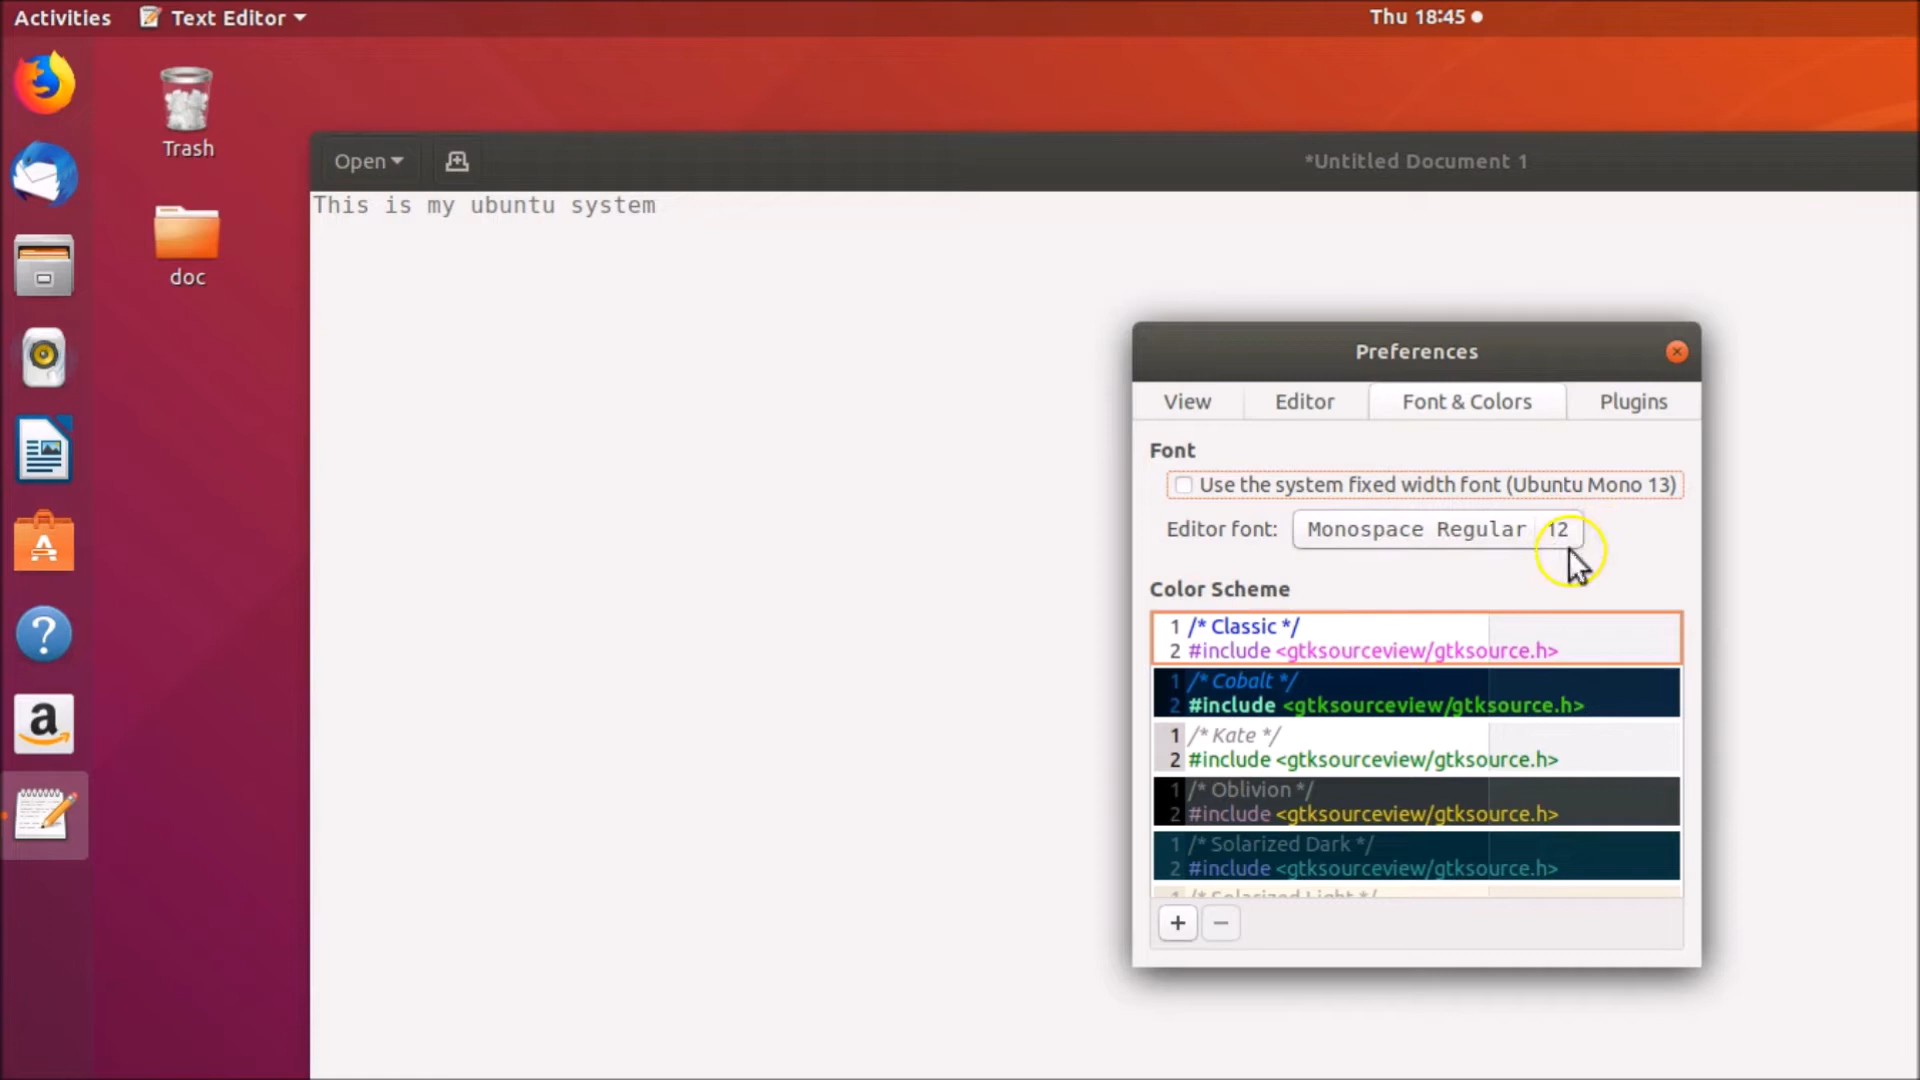 Activities
Text Editor
Thu 18:45
Trash
doc
Open
*Untitled Document 1
This is my ubuntu system
Preferences
View
Editor
Font & Colors
Plugins
Font
Use the system fixed width font (Ubuntu Mono 13)
Editor font:
Monospace Regular 12
Color Scheme
1 /* Classic */
2 #include <gtksourceview/gtksource.h>
1 /* Cobalt */
2 #include <gtksourceview/gtksource.h>
1 /* Kate */
2 #include <gtksourceview/gtksource.h>
1 /* Oblivion */
2 #include <gtksourceview/gtksource.h>
1 /* Solarized Dark */
2 #include <gtksourceview/gtksource.h>
1 /* Solarized Light */